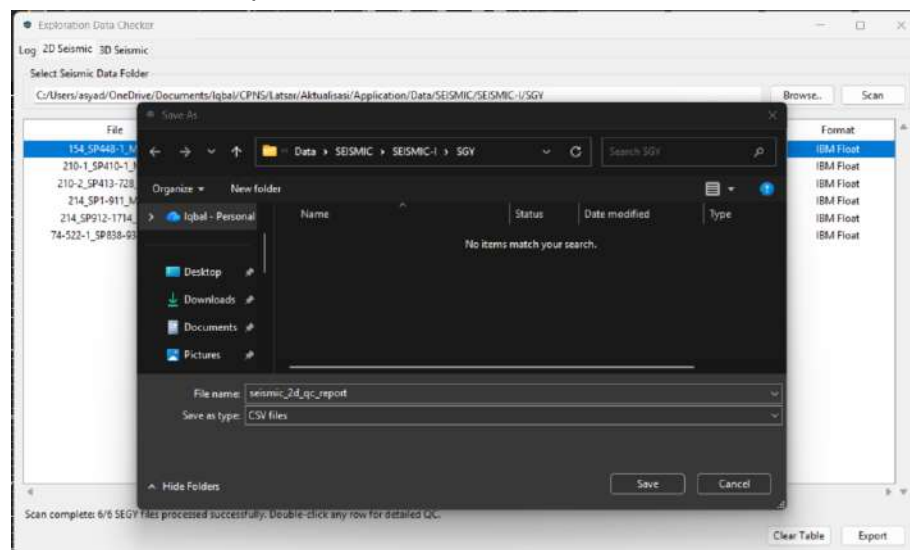 Exploration Data Checker
Log 2D Seismic 3D Seismic
Select Seismic Data Folder
C:/Users/asyad/OneDrive/Documents/Iqbal/CPNS/Latsar/Aktualisasi/Application/Data/SEISMIC/SEISMIC-I/SGY Browse.. Scan
Save As
File Format
Data › SEISMIC › SEISMIC-I › SGY Search SGY
154_SP448-1_M IBM Float
210-1_SP410-1 IBM Float
210-2_SP413-728 IBM Float
214_SP1-911_M IBM Float
214_SP912-1714_ IBM Float
74-522-1_SP838-93 IBM Float
Organize New folder
Iqbal - Personal Name Status Date modified Type
No items match your search.
Desktop
Downloads
Documents
Pictures
File name: seismic_2d_qc_report
Save as type: CSV files
Hide Folders Save Cancel
Scan complete: 6/6 SEGY files processed successfully. Double-click any row for detailed QC.
Clear Table Export